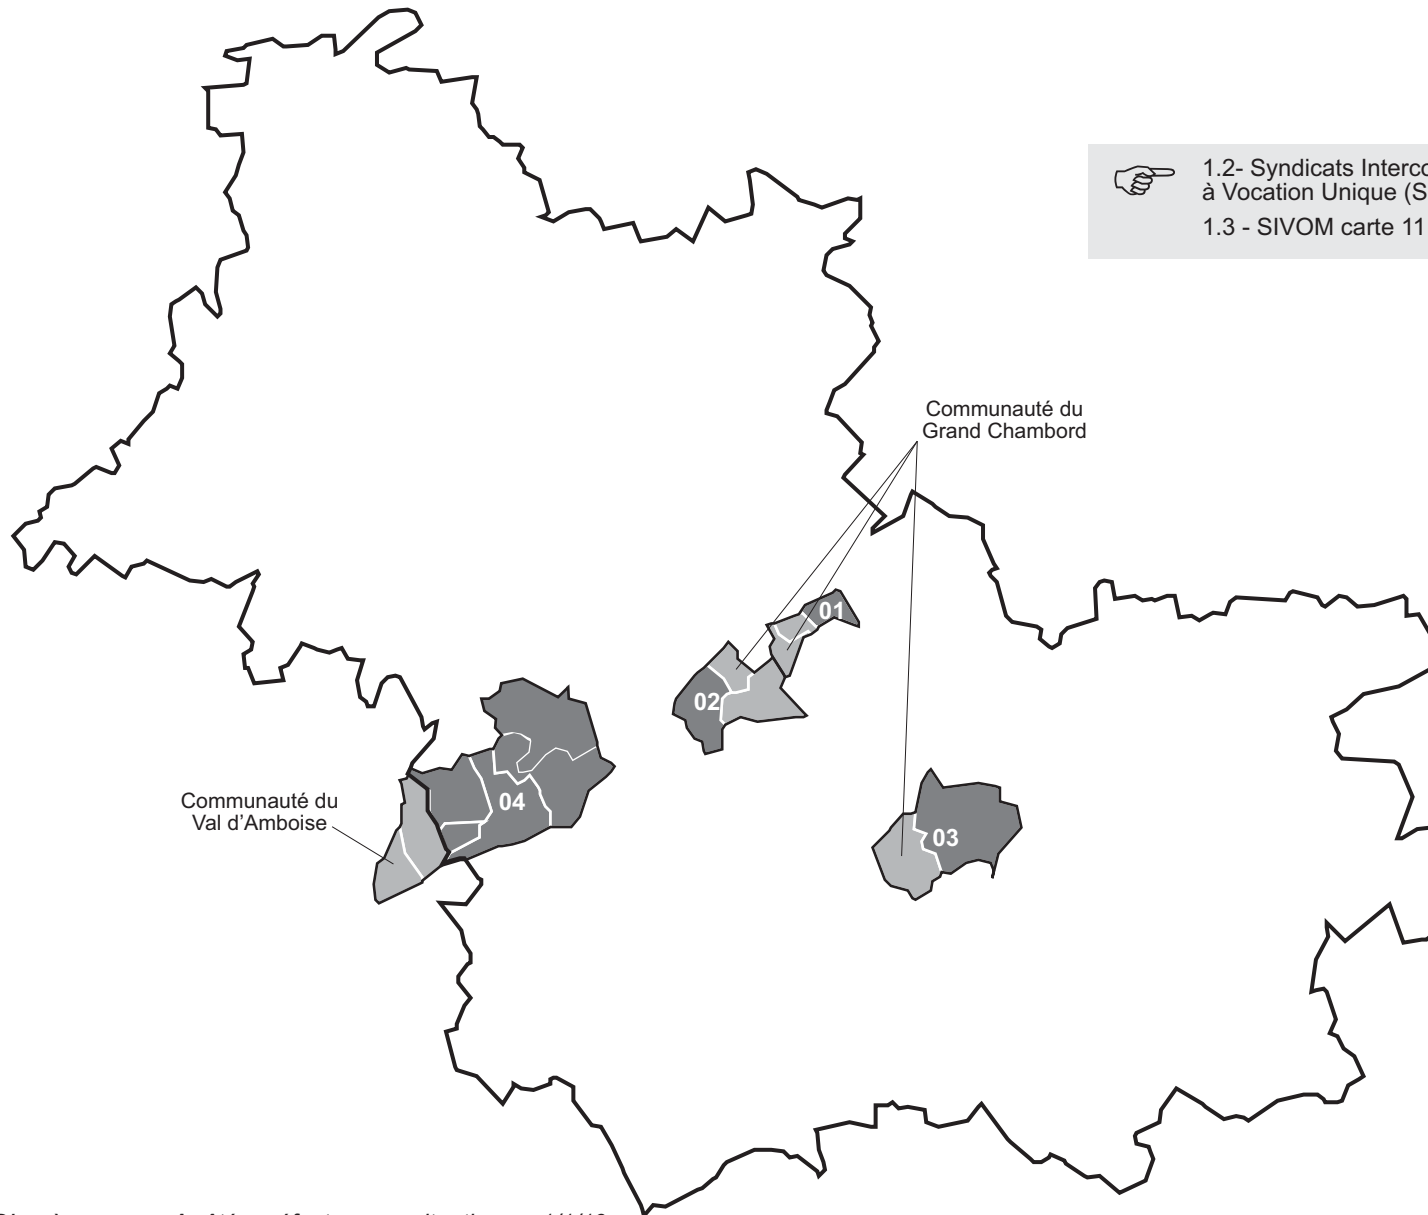 1.2- Syndicats
à Vocation Unique
1.3 - SIVOM carte 11
Communauté du
Grand Chambord
01
02
04
03
Communauté du
Val d'Amboise